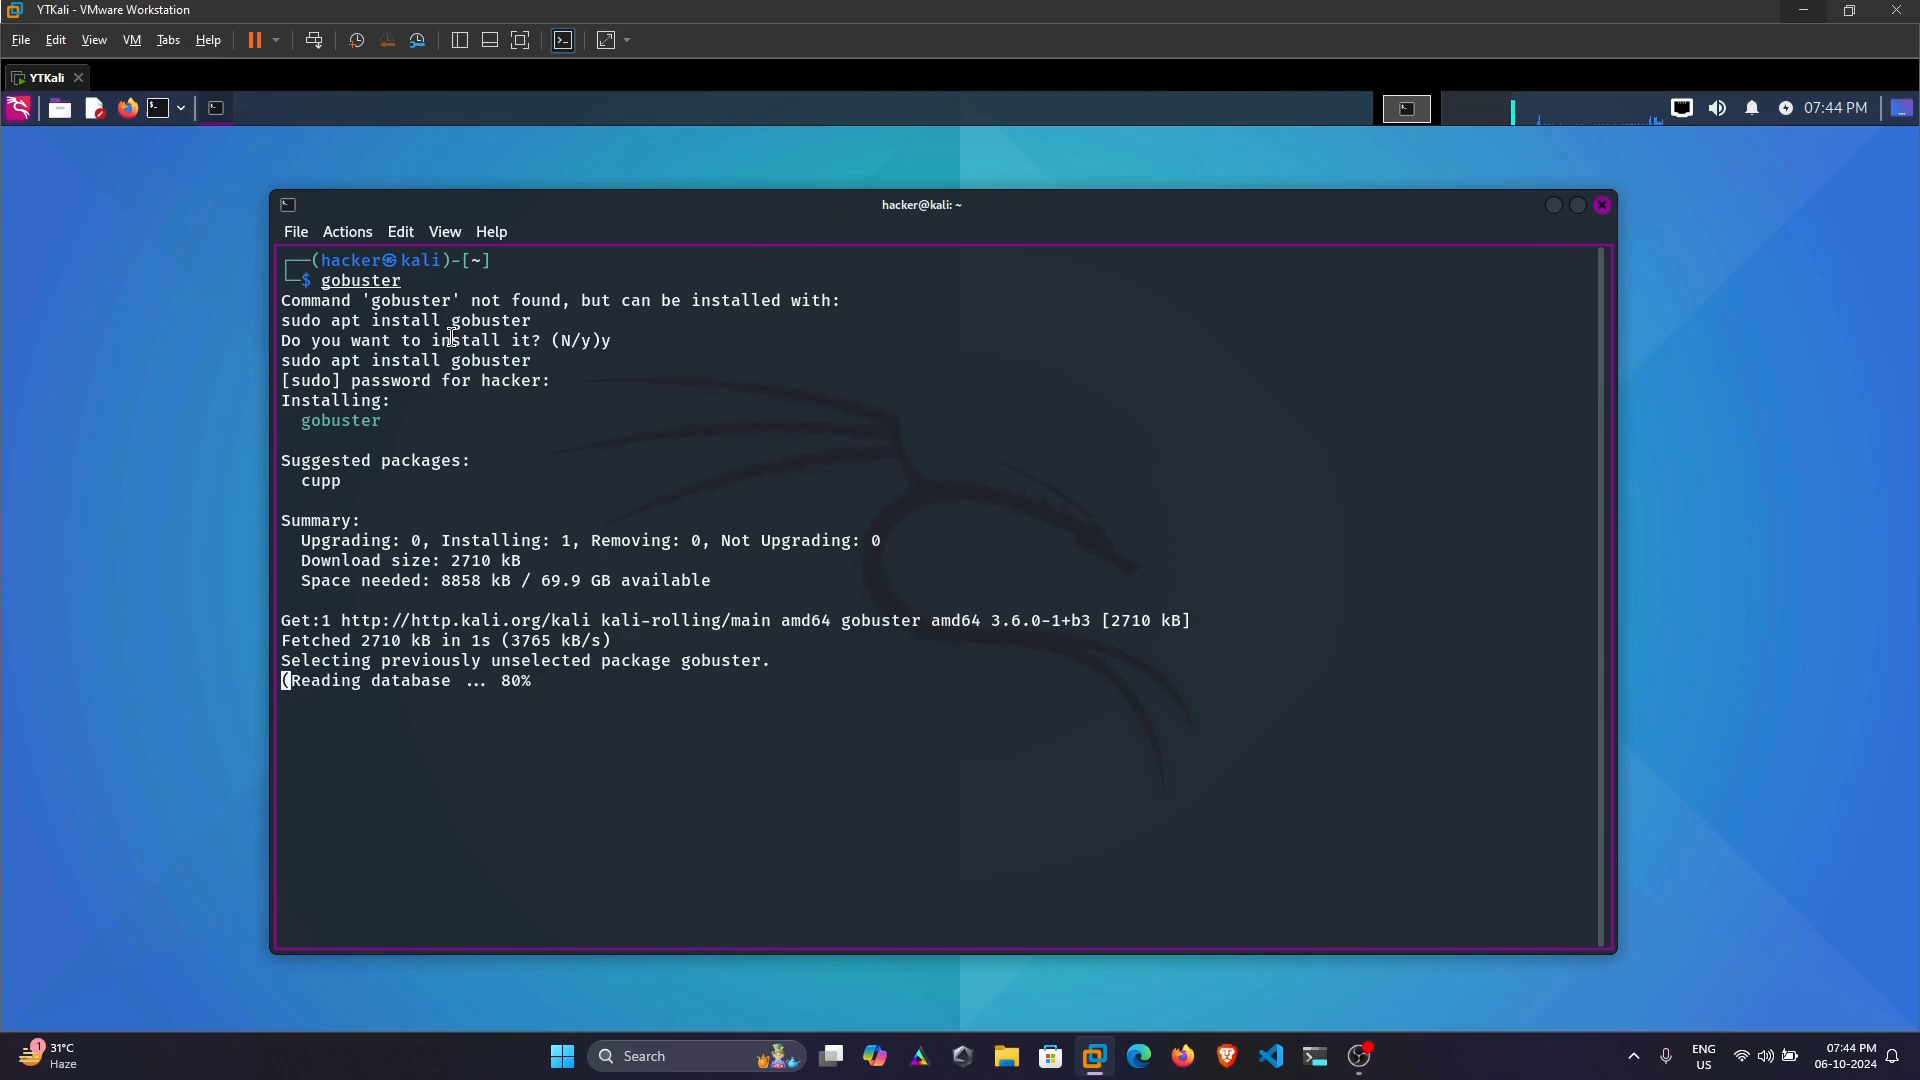 YTKali - VMware Workstation
File Edit View VM Tabs Help
YTKali
07:44 PM
hacker@kali: ~
File Actions Edit View Help
┌──(hacker㉿kali)-[~]
└─$ gobuster
Command 'gobuster' not found, but can be installed with:
sudo apt install gobuster
Do you want to install it? (N/y)y
sudo apt install gobuster
[sudo] password for hacker:
Installing:
gobuster
Suggested packages:
cupp
Summary:
Upgrading: 0, Installing: 1, Removing: 0, Not Upgrading: 0
Download size: 2710 kB
Space needed: 8858 kB / 69.9 GB available
Get:1 http://http.kali.org/kali kali-rolling/main amd64 gobuster amd64 3.6.0-1+b3 [2710 kB]
Fetched 2710 kB in 1s (3765 kB/s)
Selecting previously unselected package gobuster.
(Reading database ... 80%
1
31°C
Haze
Search
ENG
US
07:44 PM
06-10-2024